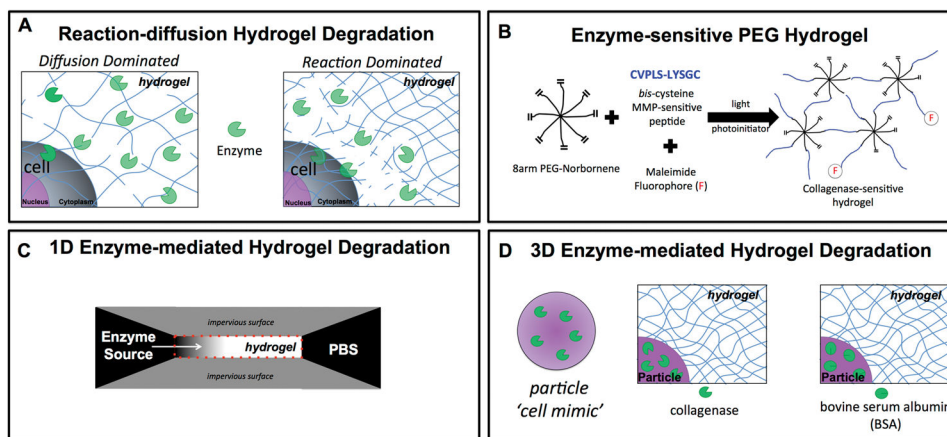 A
Reaction-diffusion Hydrogel Degradation
Diffusion Dominated
hydrogel
cell
Nucleus
Cytoplasm
Enzyme
Reaction Dominated
hydrogel
cell
Nucleus
Cytoplasm
B
Enzyme-sensitive PEG Hydrogel
8arm PEG-Norbornene
CVPLS-LYSGC
bis-cysteine
MMP-sensitive
peptide
Maleimide
Fluorophore (F)
light
photoinitiator
F
F
Collagenase-sensitive
hydrogel
C
1D Enzyme-mediated Hydrogel Degradation
impervious surface
Enzyme
Source
hydrogel
PBS
impervious surface
D
3D Enzyme-mediated Hydrogel Degradation
particle
'cell mimic'
hydrogel
Particle
collagenase
hydrogel
Particle
bovine serum albumin
(BSA)